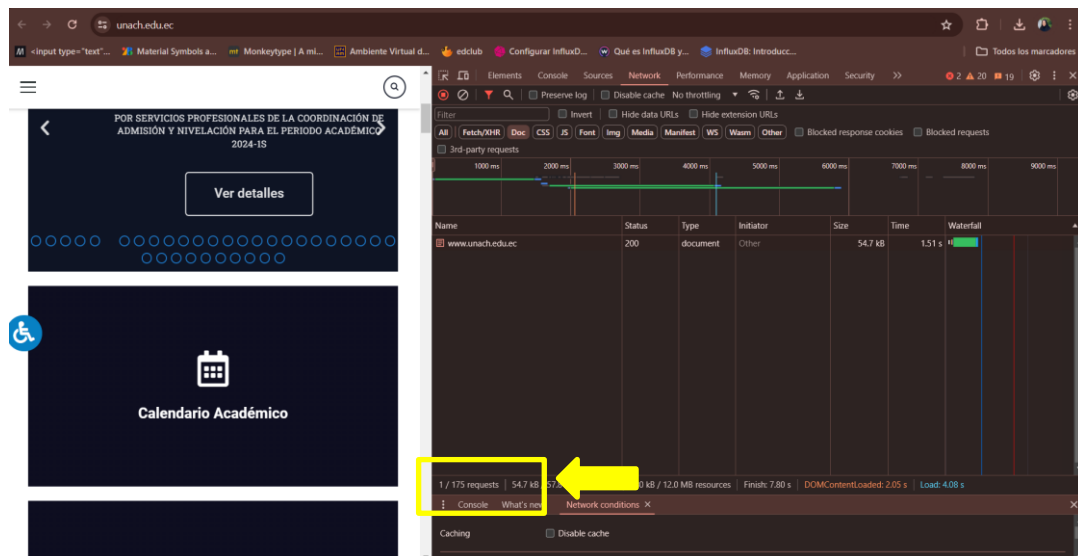 unach.edu.ec
<input type="text"... Material Symbols a... Monkeytype | A mi... Ambiente Virtual d... edclub Configurar InfluxD... Qué es InfluxDB y... InfluxDB: Introducc... Todos los marcadores
Elements Console Sources Network Performance Memory Application Security 2 20 19
Preserve log Disable cache No throttling
Filter Invert Hide data URLs Hide extension URLs
All Fetch/XHR Doc CSS JS Font Img Media Manifest WS Wasm Other Blocked response cookies Blocked requests
3rd-party requests
1000 ms 2000 ms 3000 ms 4000 ms 5000 ms 6000 ms 7000 ms 8000 ms 9000 ms
Name Status Type Initiator Size Time Waterfall
www.unach.edu.ec 200 document Other 54.7 kB 1.51 s
POR SERVICIOS PROFESIONALES DE LA COORDINACIÓN DE
ADMISIÓN Y NIVELACIÓN PARA EL PERIODO ACADÉMICO
2024-1S
Ver detalles
Calendario Académico
1 / 175 requests 54.7 kB / 12.0 MB resources Finish: 7.80 s DOMContentLoaded: 2.05 s Load: 4.08 s
Console What's new Network conditions
Caching Disable cache